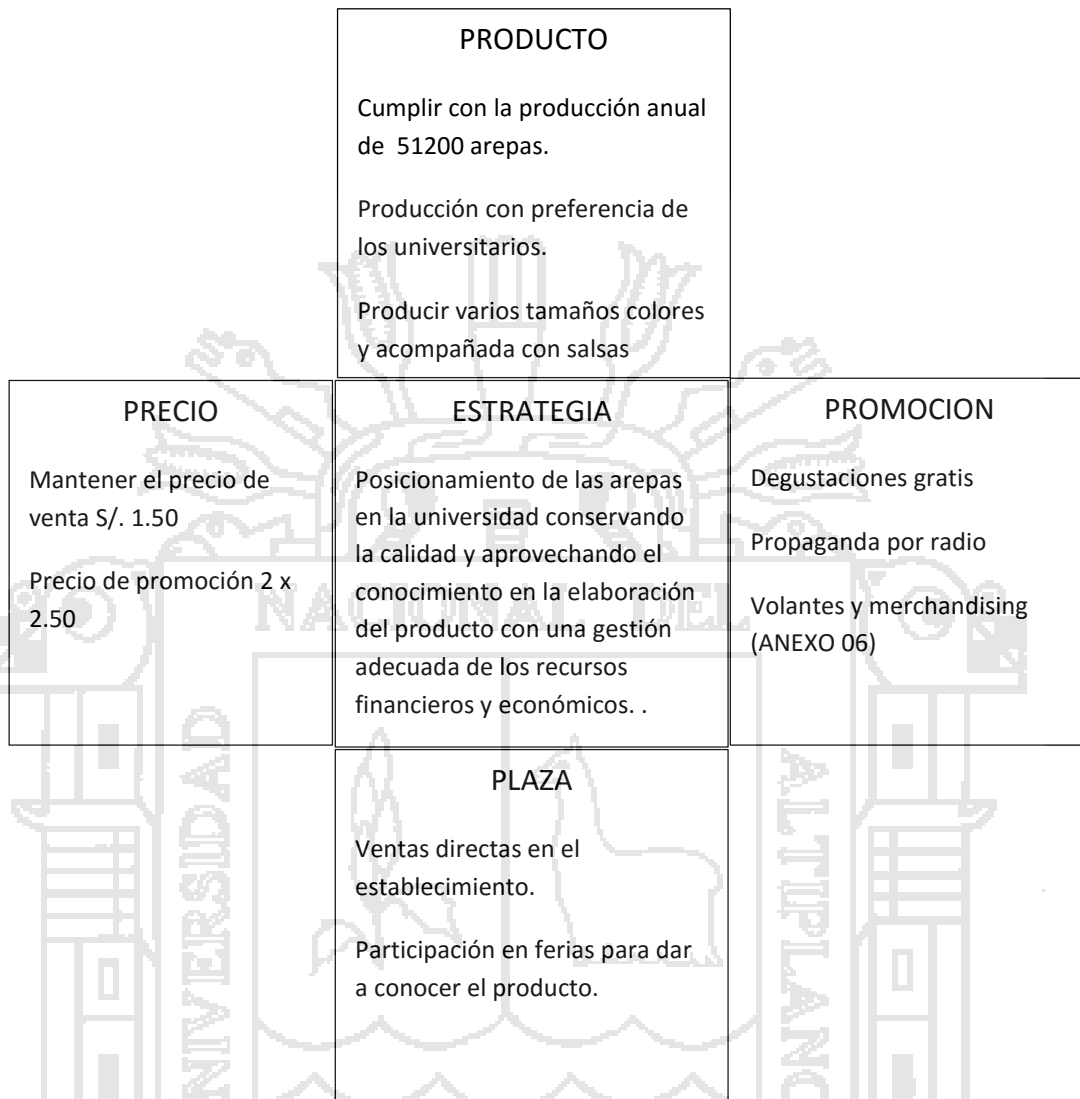 PRODUCTO
Cumplir con la producción anual
de 51200 arepas.
Producción con preferencia de
los universitarios.
Producir varios tamaños colores
y acompañada con salsas
PRECIO
Mantener el precio de
venta S/. 1.50
Precio de promoción 2 x
2.50
ESTRATEGIA
Posicionamiento de las arepas
en la universidad conservando
la calidad y aprovechando el
conocimiento en la elaboración
del producto con una gestión
adecuada de los recursos
financieros y económicos. .
PROMOCION
Degustaciones gratis
Propaganda por radio
Volantes y merchandising
(ANEXO 06)
PLAZA
Ventas directas en el
establecimiento.
Participación en ferias para dar
a conocer el producto.
NACIONAL DEL
NIVERSIDAD
ALTIPLANO